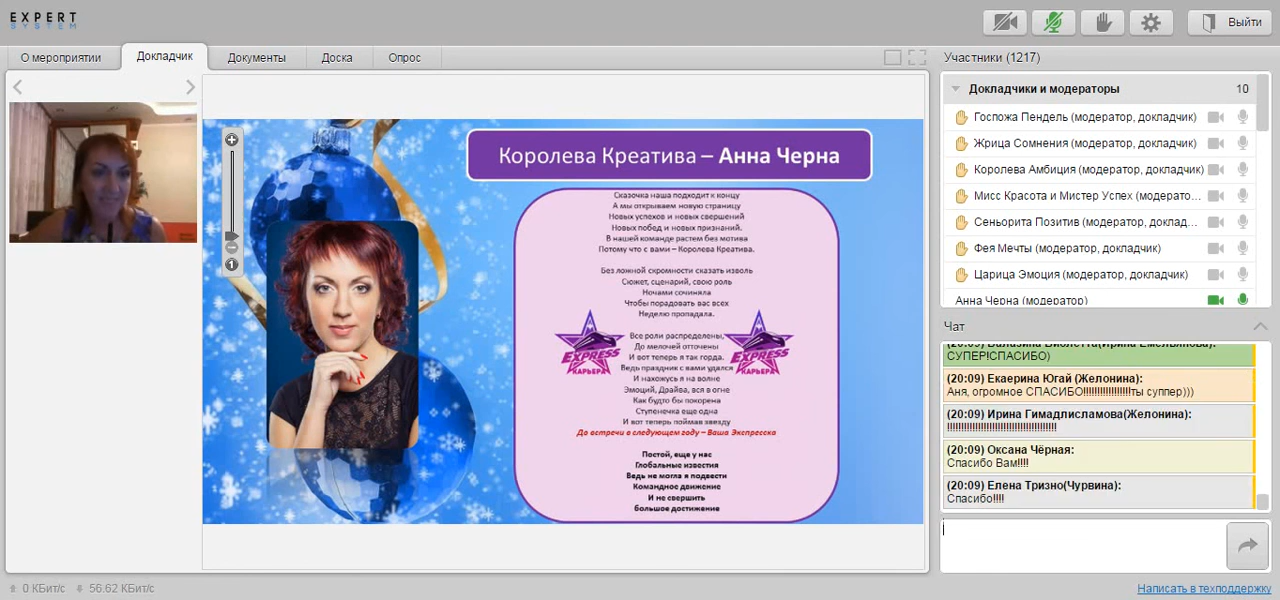 EXPERT
SYSTEM
Выйти
О мероприятии
Докладчик
Документы
Доска
Опрос
Королева Креатива – Анна Черна
Сказочка наша подходит к концу
А мы открываем новую страницу
Новых успехов и новых свершений
Новых побед и новых признаний.
В нашей команде растем без мотива
Потому что с вами – Королева Креатива.
Без ложной скромности сказать изволь
Сюжет, сценарий, свою роль
Ночами сочиняла
Чтобы порадовать вас всех
Неделю пропадала.
Все роли распределены,
До мелочей отточены
И вот теперь я так горда.
Ведь праздник с вами удался
И нахожусь я на волне
Эмоций, Драйва, вся в огне
Как будто бы покорена
Ступенечка еще одна
И вот теперь поймав звезду
До встречи в следующем году – Ваша Экспресска
Постой, еще у нас
Глобальные известия
Ведь не могла я подвести
Командное движение
И не свершить
большое достижение
EXPRESS
КАРЬЕРА
EXPRESS
КАРЬЕРА
Участники (1217)
Докладчики и модераторы 10
Госпожа Пендель (модератор, докладчик)
Жрица Сомнения (модератор, докладчик)
Королева Амбиция (модератор, докладчик)
Мисс Красота и Мистер Успех (модерато...
Сеньорита Позитив (модератор, доклад...
Фея Мечты (модератор, докладчик)
Царица Эмоция (модератор, докладчик)
Анна Черна (модератор)
Чат
СУПЕР!СПАСИБО)
(20:09) Екаерина Югай (Желонина):
Аня, огромное СПАСИБО!!!!!!!!!!!!!!!!!ты суппер)))
(20:09) Ирина Гимадлисламова(Желонина):
!!!!!!!!!!!!!!!!!!!!!!!!!!!!!!!!!!!!!
(20:09) Оксана Чёрная:
Спасибо Вам!!!!
(20:09) Елена Тризно(Чурвина):
Спасибо!!!!
0 КБит/с 56.62 КБит/с
Написать в техподдержку